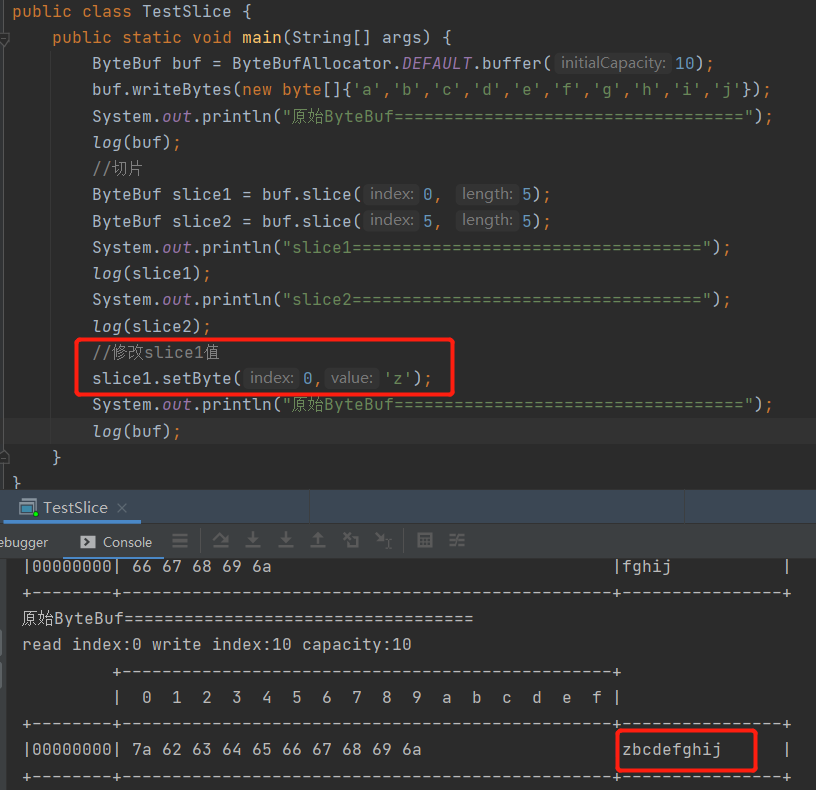 public class TestSlice {
public static void main(String[] args) {
ByteBuf buf = ByteBufAllocator.DEFAULT.buffer( initialCapacity: 10);
buf.writeBytes(new byte[]{'a','b','c','d','e','f','g','h','i','j'});
System.out.println("原始ByteBuf===================================");
log(buf);
//切片
ByteBuf slice1 = buf.slice( index: 0, length: 5);
ByteBuf slice2 = buf.slice( index: 5, length: 5);
System.out.println("slice1===================================");
log(slice1);
System.out.println("slice2===================================");
log(slice2);
//修改slice1值
slice1.setByte( index: 0, value: 'z');
System.out.println("原始ByteBuf===================================");
log(buf);
}
}
TestSlice
ebugger Console
|00000000| 66 67 68 69 6a |fghij |
+--------+-------------------------------------------------+----------------+
原始ByteBuf===================================
read index:0 write index:10 capacity:10
+-------------------------------------------------+
| 0 1 2 3 4 5 6 7 8 9 a b c d e f |
+--------+-------------------------------------------------+----------------+
|00000000| 7a 62 63 64 65 66 67 68 69 6a |zbcdefghij |
+--------+-------------------------------------------------+----------------+